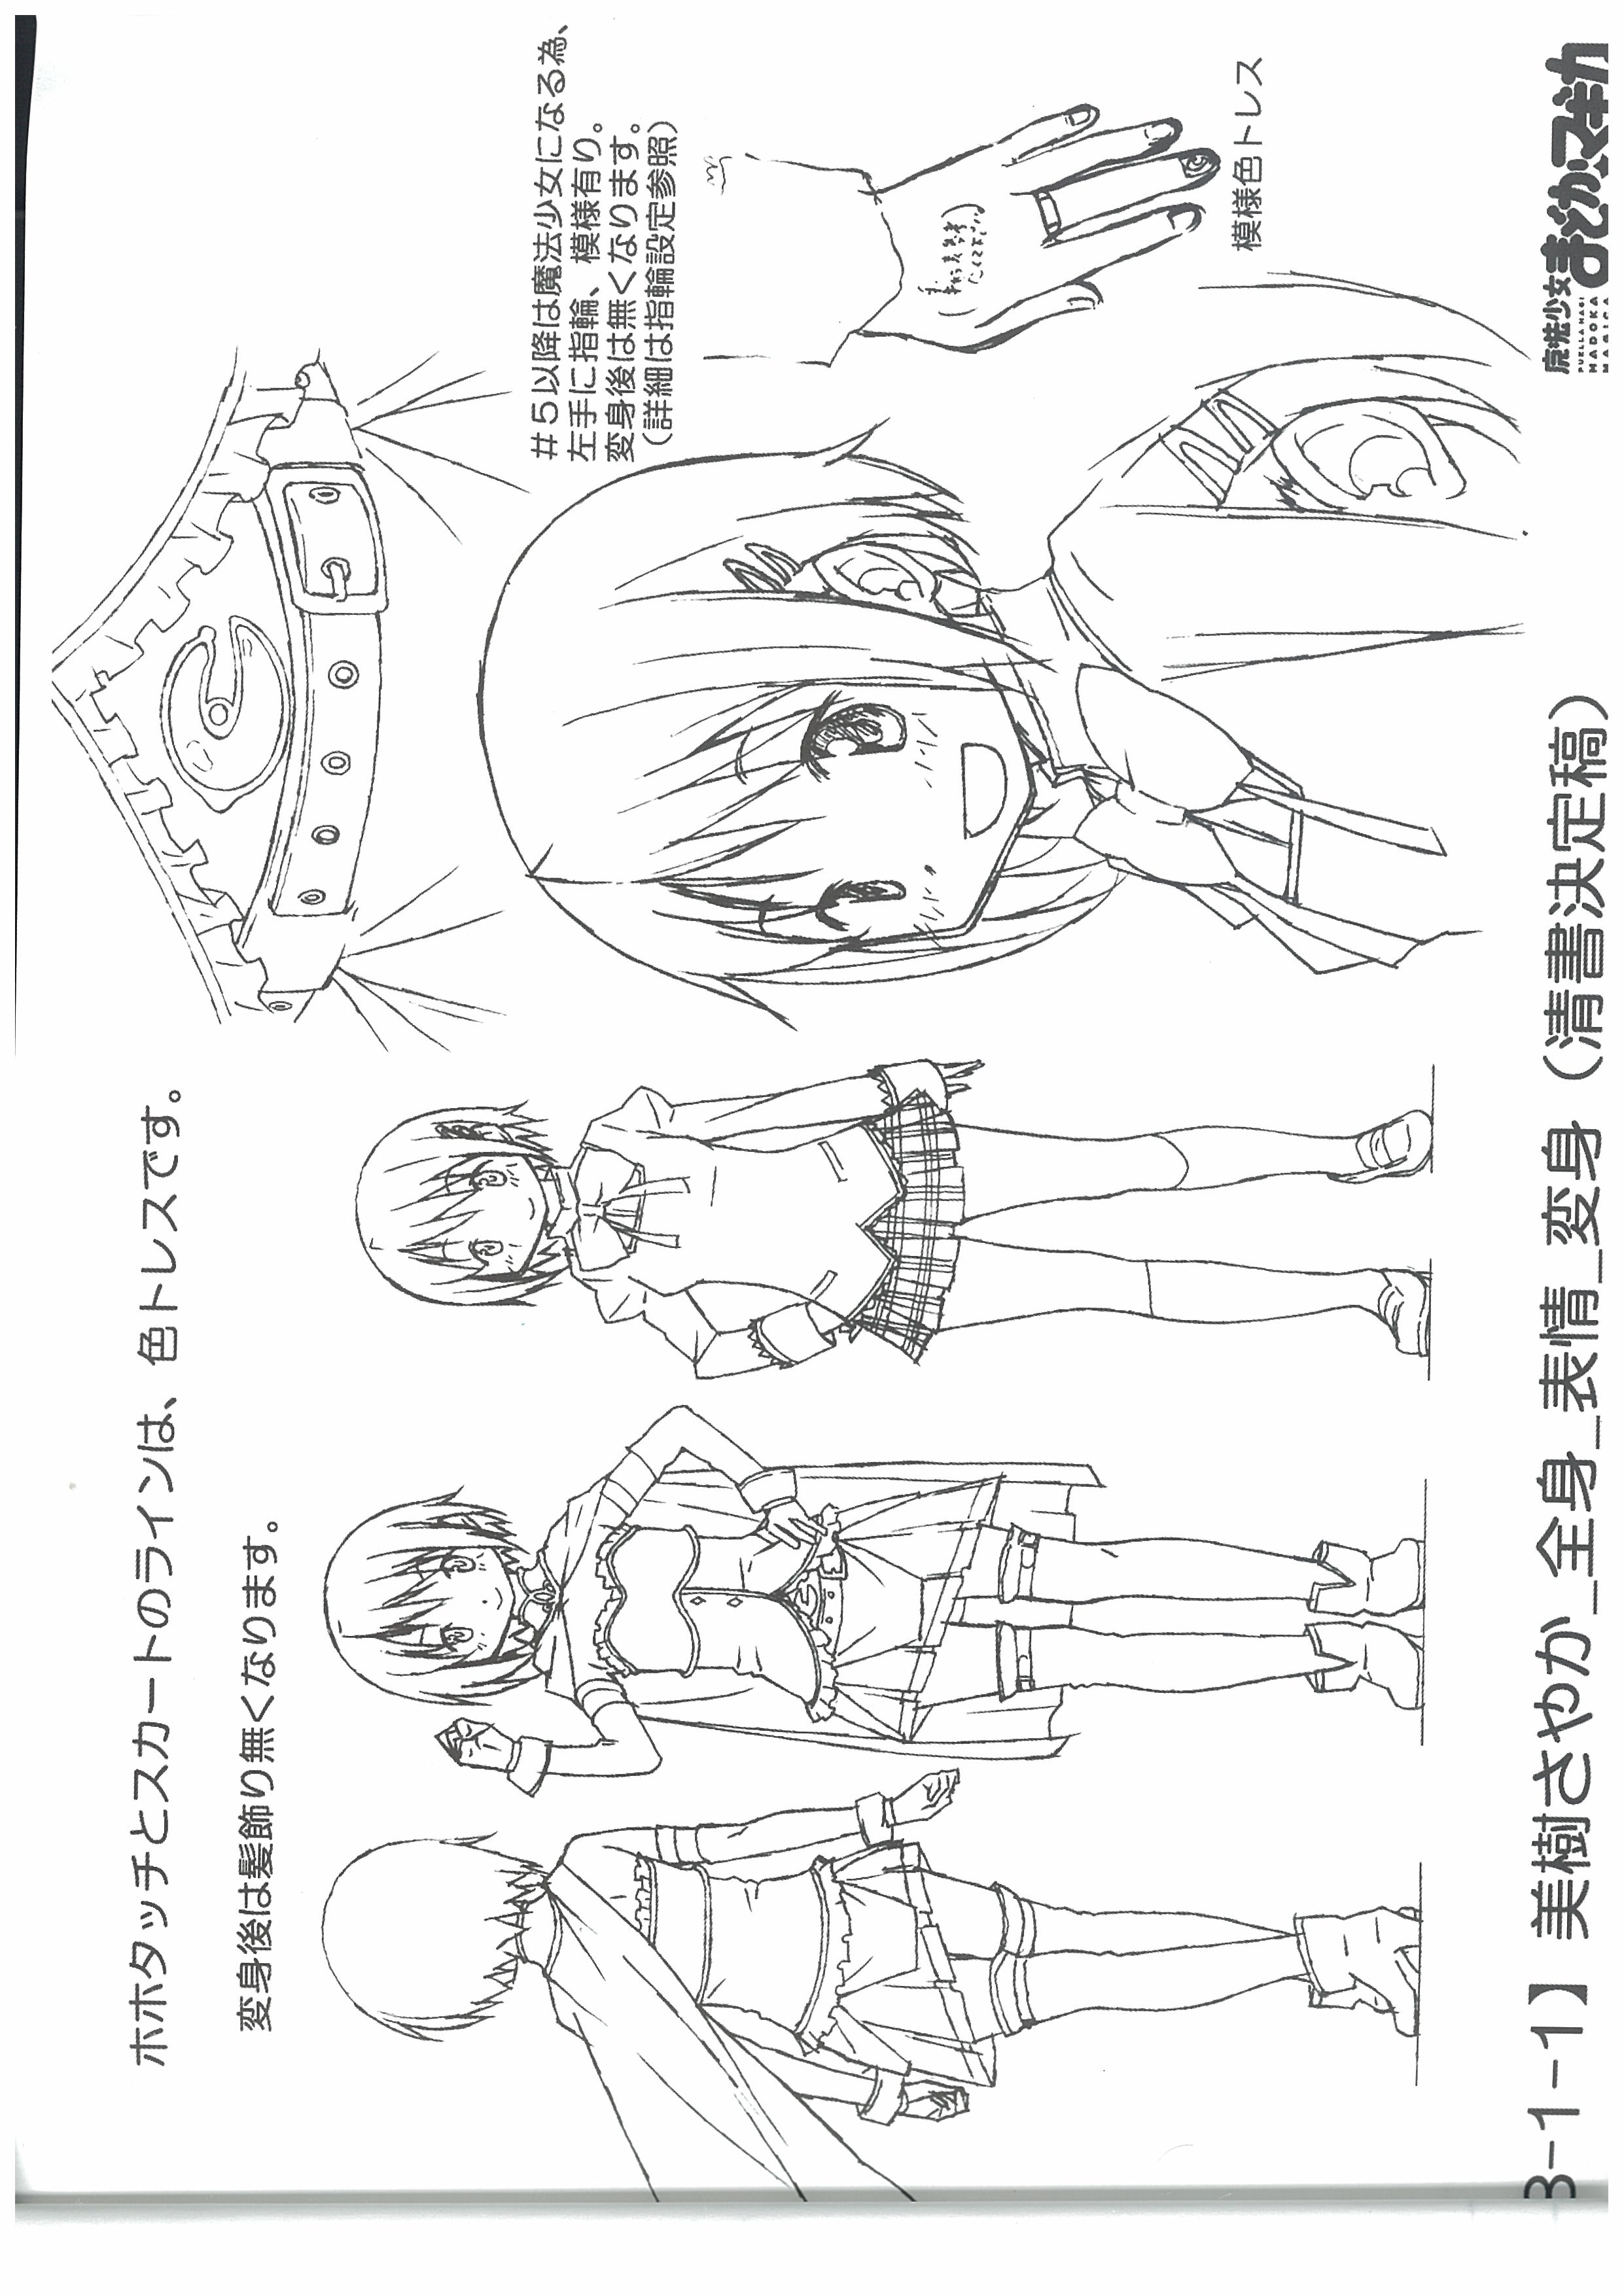 ホホタッチとスカートのラインは、色トレスです。
変身後は髪飾り無くなります。
＃５以降は魔法少女になる為、
左手に指輪、模様有り。
変身後は無くなります。
（詳細は指輪設定参照）
模様色トレス
3-1-1】美樹さやか_全身_表情_変身（清書決定稿）
魔法少女
まどか☆マギカ
PUELLA MAGI
MADOKA
MAGICA